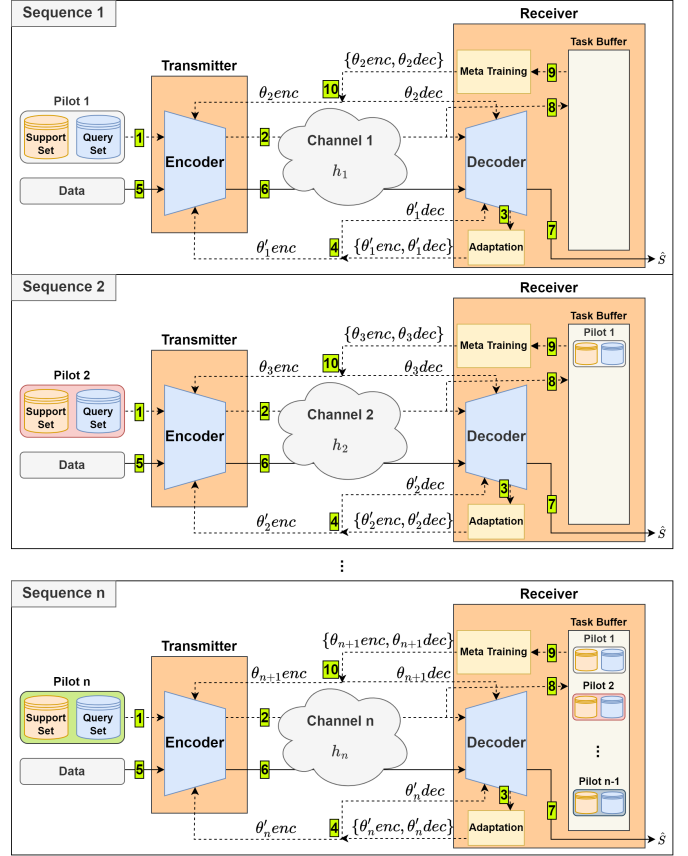 Sequence 1
Receiver
Task Buffer
Transmitter
{θ₂enc, θ₂dec}
Meta Training
9
10
θ₂enc
θ₂dec
8
Pilot 1
Support Set
Query Set
1
Encoder
2
Channel 1
h₁
Decoder
Data
5
6
3
7
θ′₁dec
θ′₁enc
4
{θ′₁enc, θ′₁dec}
Adaptation
Ŝ
Sequence 2
Receiver
Task Buffer
Pilot 1
Transmitter
{θ₃enc, θ₃dec}
Meta Training
9
10
θ₃enc
θ₃dec
8
Pilot 2
Support Set
Query Set
1
Encoder
2
Channel 2
h₂
Decoder
Data
5
6
3
7
θ′₂dec
θ′₂enc
4
{θ′₂enc, θ′₂dec}
Adaptation
Ŝ
⋮
Sequence n
Receiver
Task Buffer
Pilot 1
Transmitter
{θₙ₊₁enc, θₙ₊₁dec}
Meta Training
9
10
θₙ₊₁enc
θₙ₊₁dec
8
Pilot 2
Pilot n
Support Set
Query Set
1
Encoder
2
Channel n
hₙ
Decoder
⋮
Data
5
6
Pilot n-1
3
7
θ′ₙdec
θ′ₙenc
4
{θ′ₙenc, θ′ₙdec}
Adaptation
Ŝ